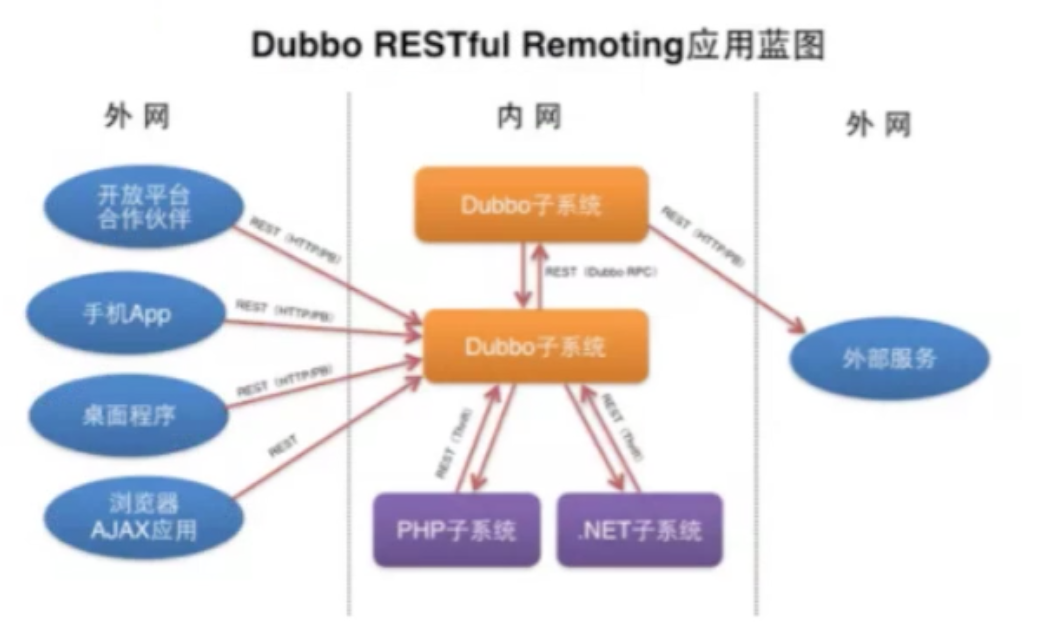 Dubbo RESTful Remoting应用蓝图
外 网
内 网
外 网
开放平台
合作伙伴
手机App
桌面程序
浏览器
AJAX应用
REST（HTTP/PB）
REST（HTTP/PB）
REST（HTTP/PB）
REST
Dubbo子系统
REST（Dubbo RPC）
Dubbo子系统
REST（Thrift）
REST（Thrift）
PHP子系统
.NET子系统
REST（HTTP/PB）
外部服务